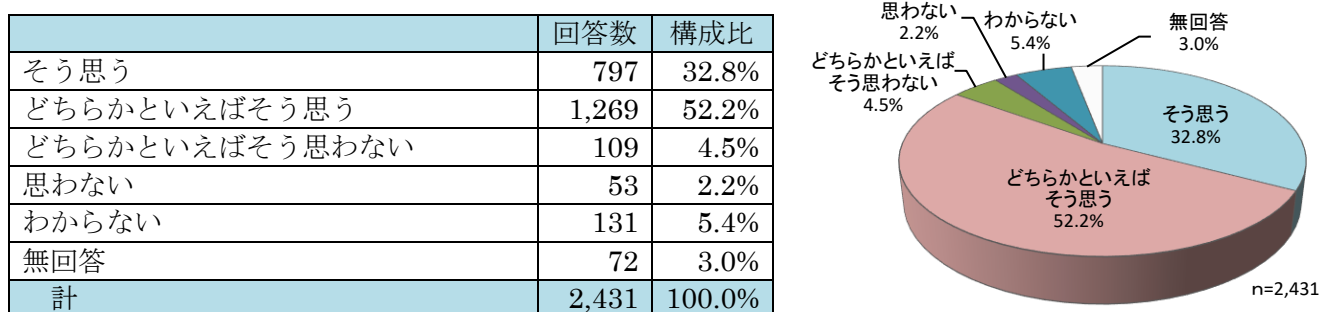 回答数 構成比
そう思う 797 32.8%
どちらかといえばそう思う 1,269 52.2%
どちらかといえばそう思わない 109 4.5%
思わない 53 2.2%
わからない 131 5.4%
無回答 72 3.0%
計 2,431 100.0%
思わない
2.2%
わからない
5.4%
無回答
3.0%
どちらかといえば
そう思わない
4.5%
そう思う
32.8%
どちらかといえば
そう思う
52.2%
n=2,431